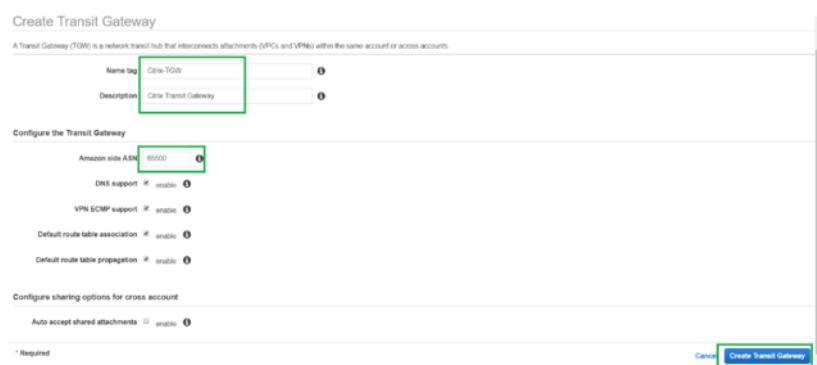 Create Transit Gateway
A Transit Gateway (TGW) is a network transit hub that interconnects attachments (VPCs and VPNs) within the same account or across accounts.
Name tag Citrix-TGW
Description Citrix Transit Gateway
Configure the Transit Gateway
Amazon side ASN 65500
DNS support enable
VPN ECMP support enable
Default route table association enable
Default route table propagation enable
Configure sharing options for cross account
Auto accept shared attachments enable
* Required
Cancel Create Transit Gateway